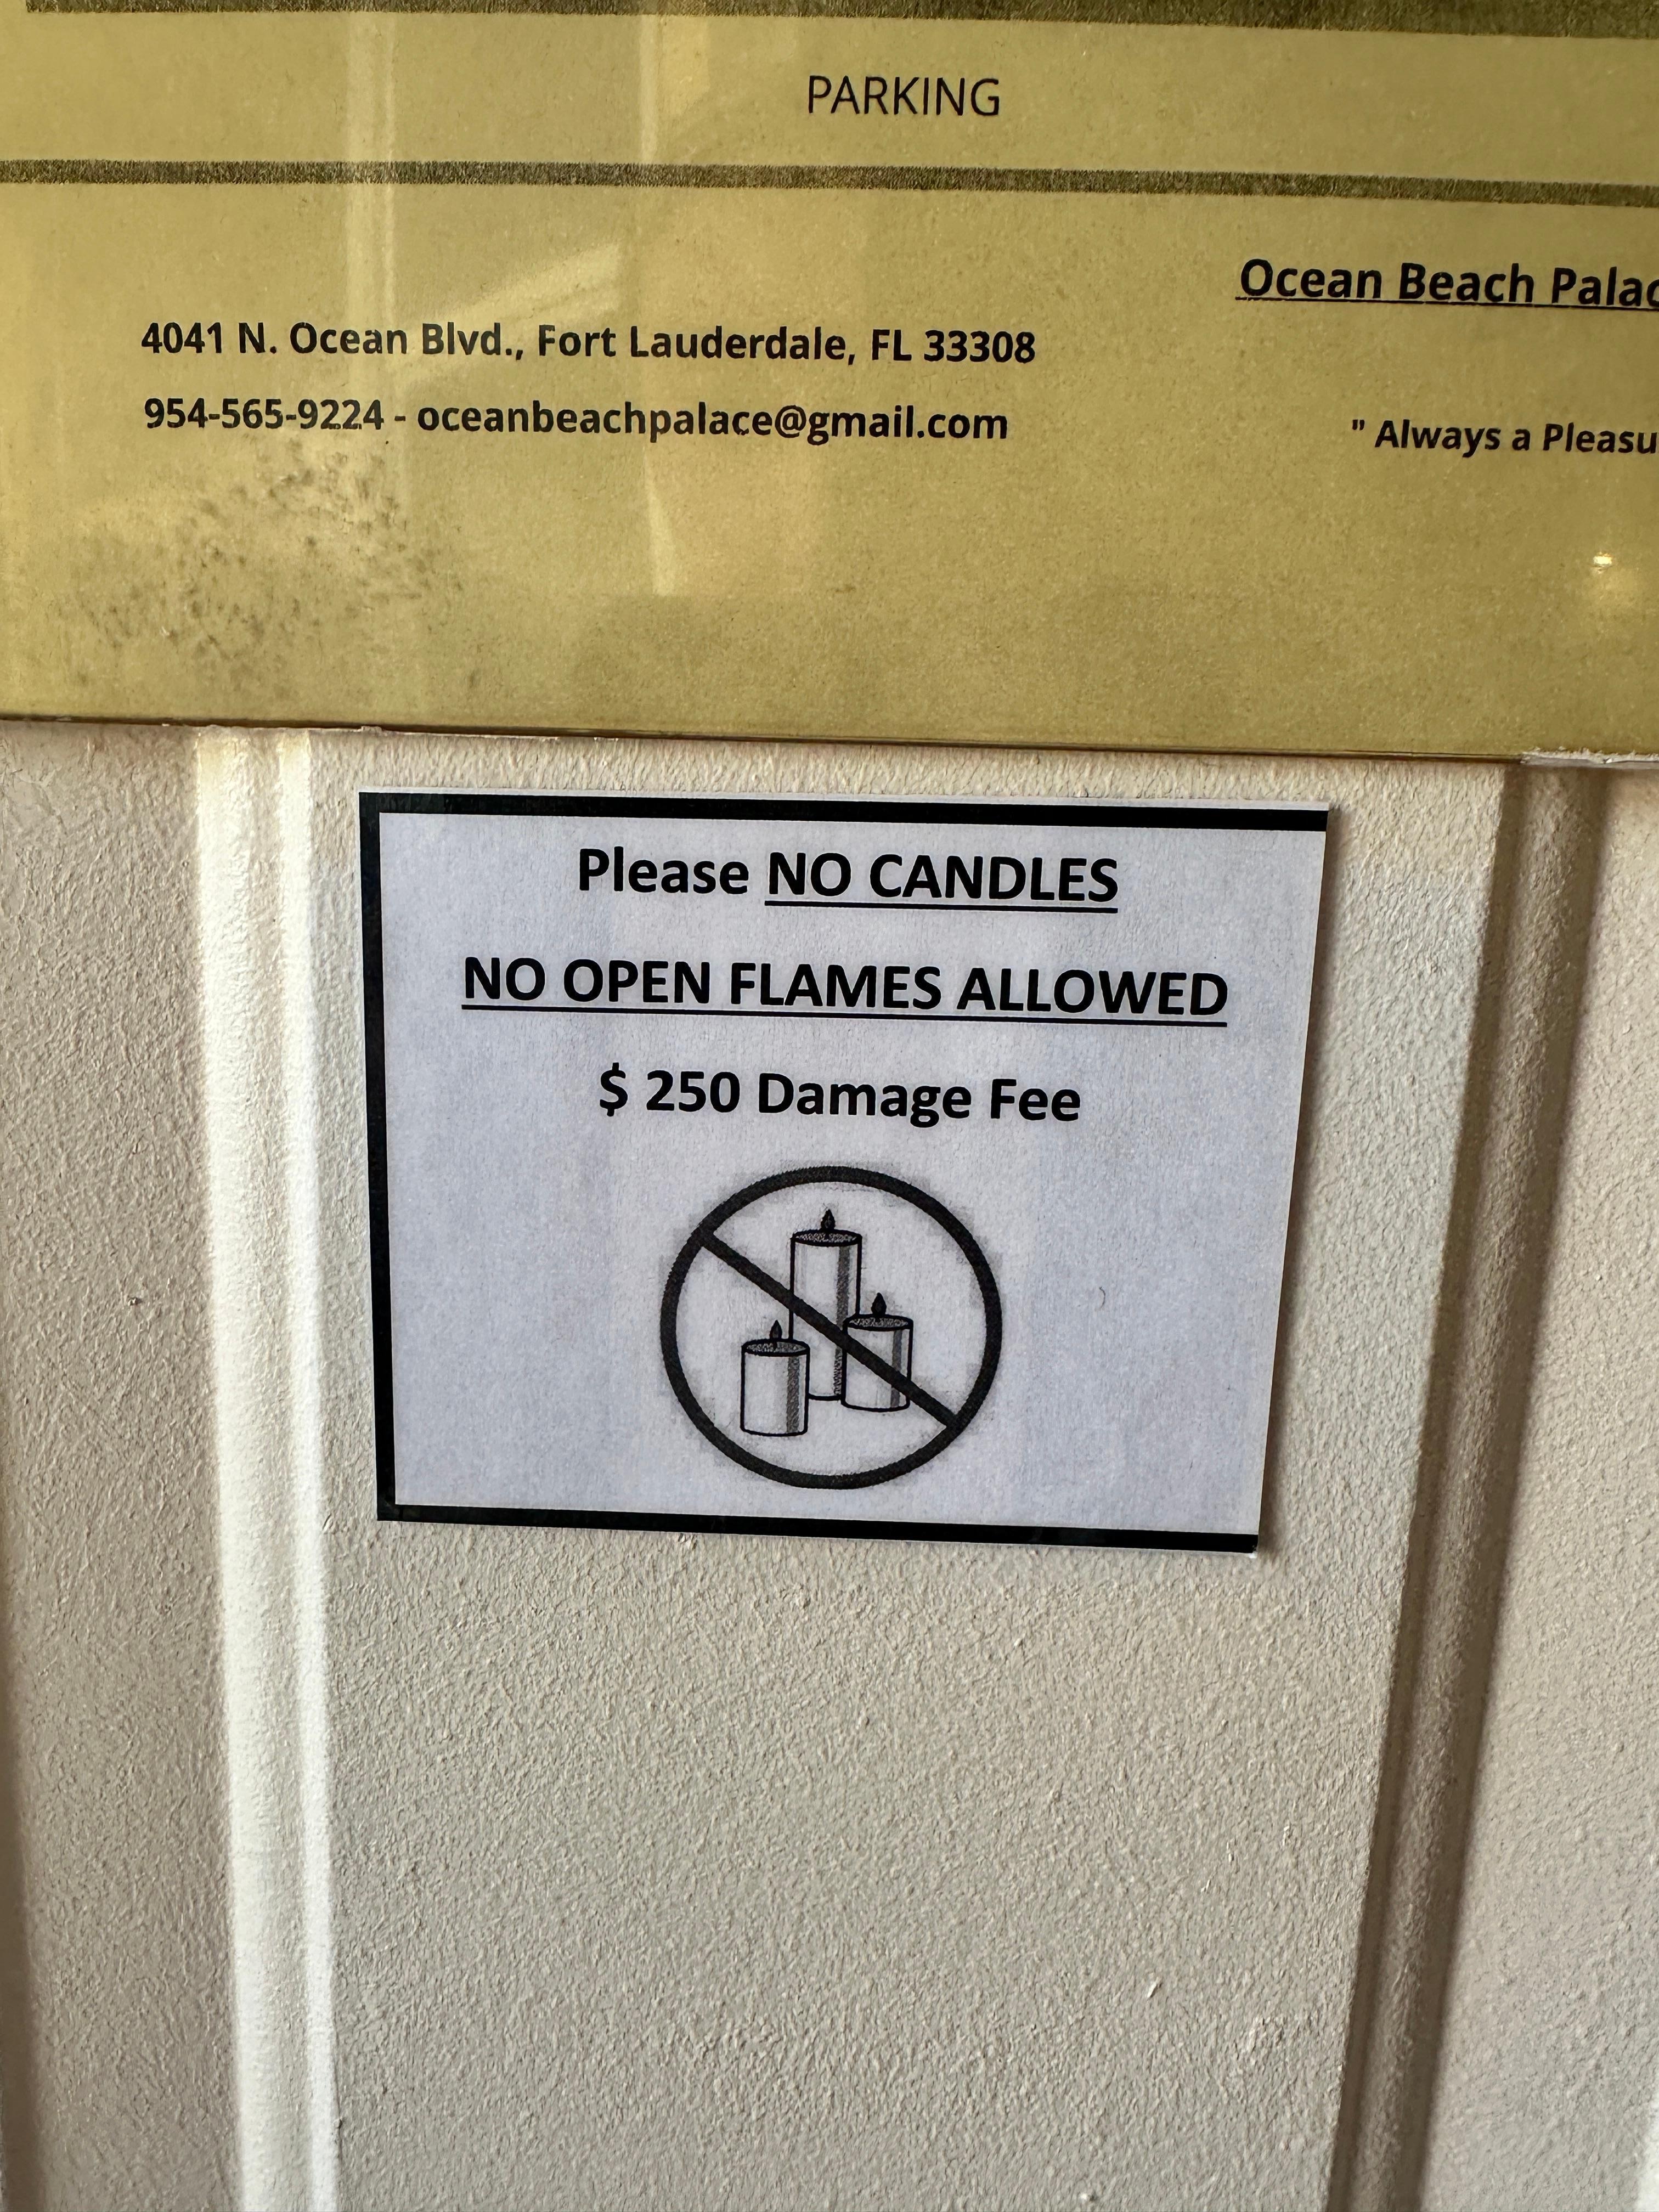 PARKING
Ocean Beach Palac
4041 N. Ocean Blvd., Fort Lauderdale, FL 33308
954-565-9224 - oceanbeachpalace@gmail.com
" Always a Pleasu
Please NO CANDLES
NO OPEN FLAMES ALLOWED
$ 250 Damage Fee